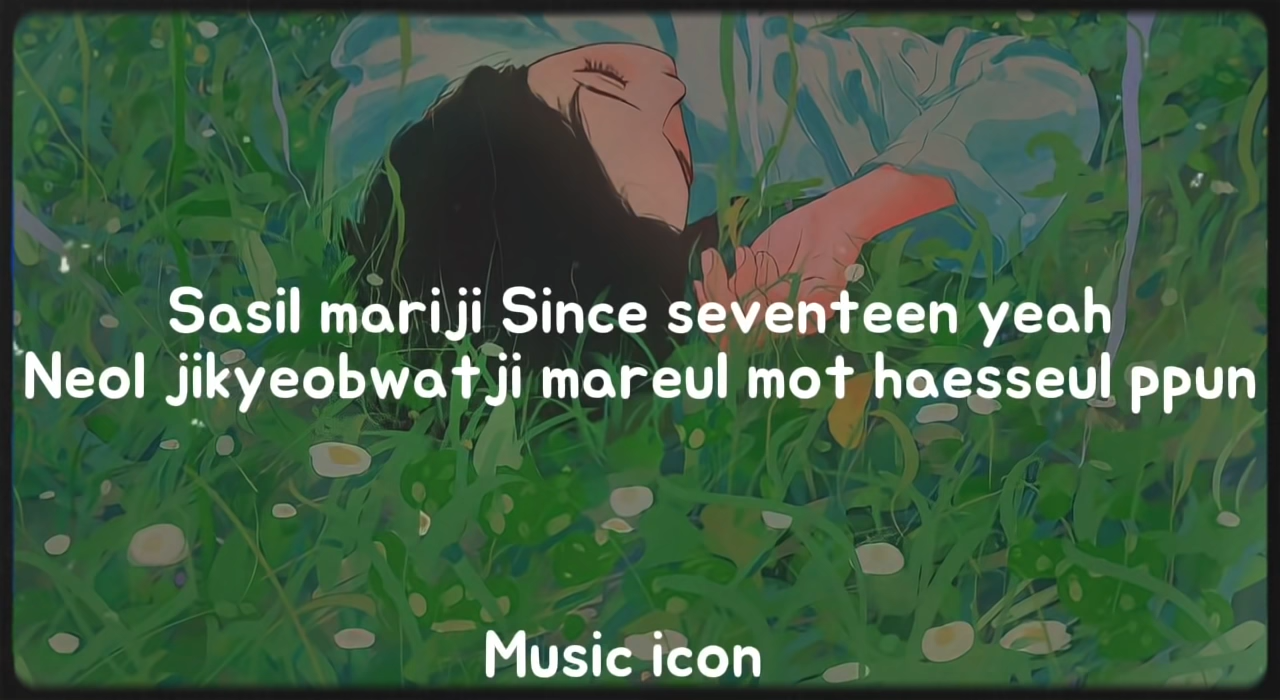 Sasil mariji Since seventeen yeah
Neol jikyeobwatji mareul mot haesseul ppun
Music icon